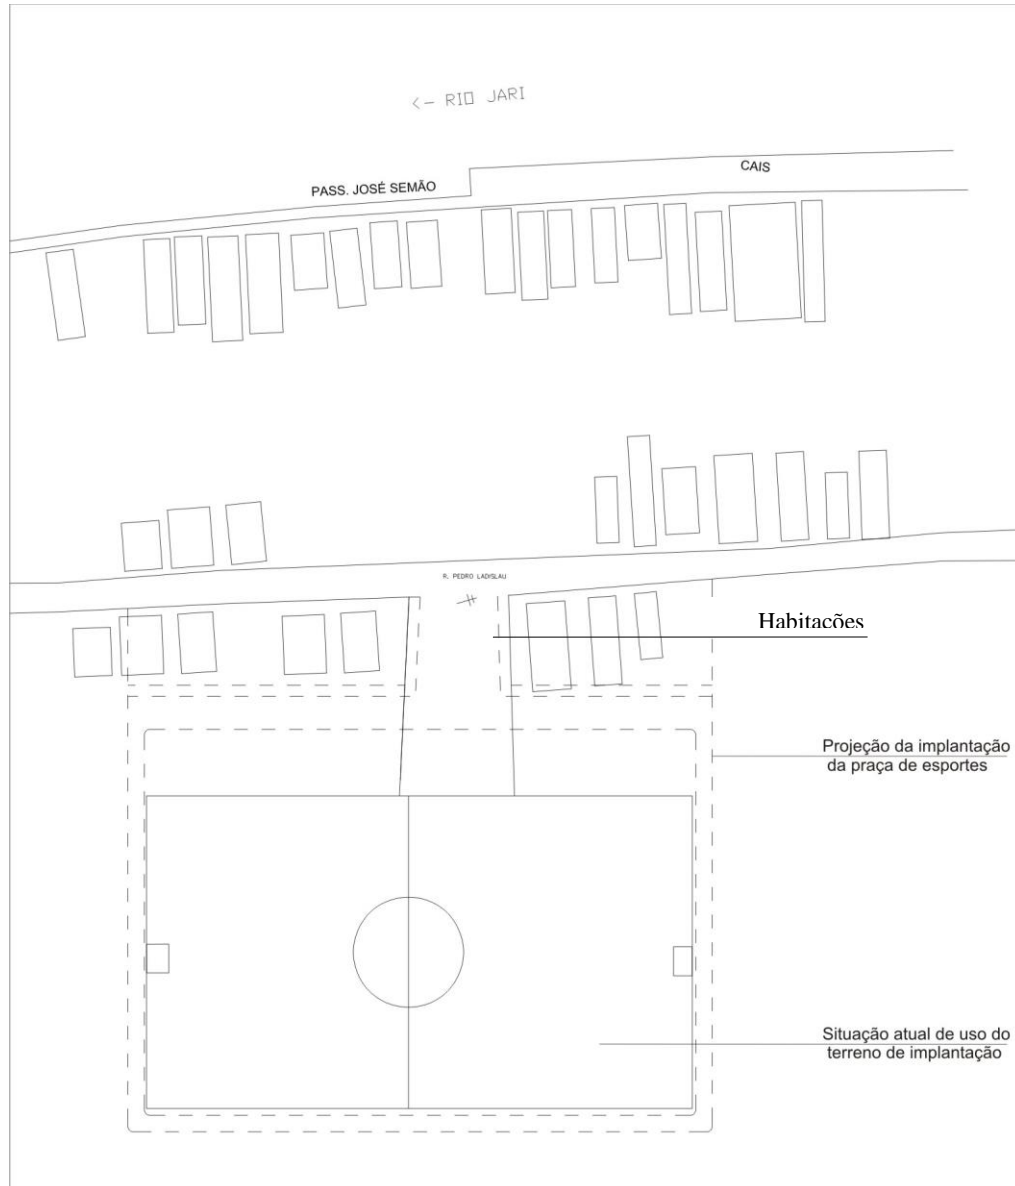 <- RIO JARI
CAIS
PASS. JOSÉ SEMÃO
R. PEDRO LADISLAU
Habitacões
Projeção da implantação
da praça de esportes
Situação atual de uso do
terreno de implantação